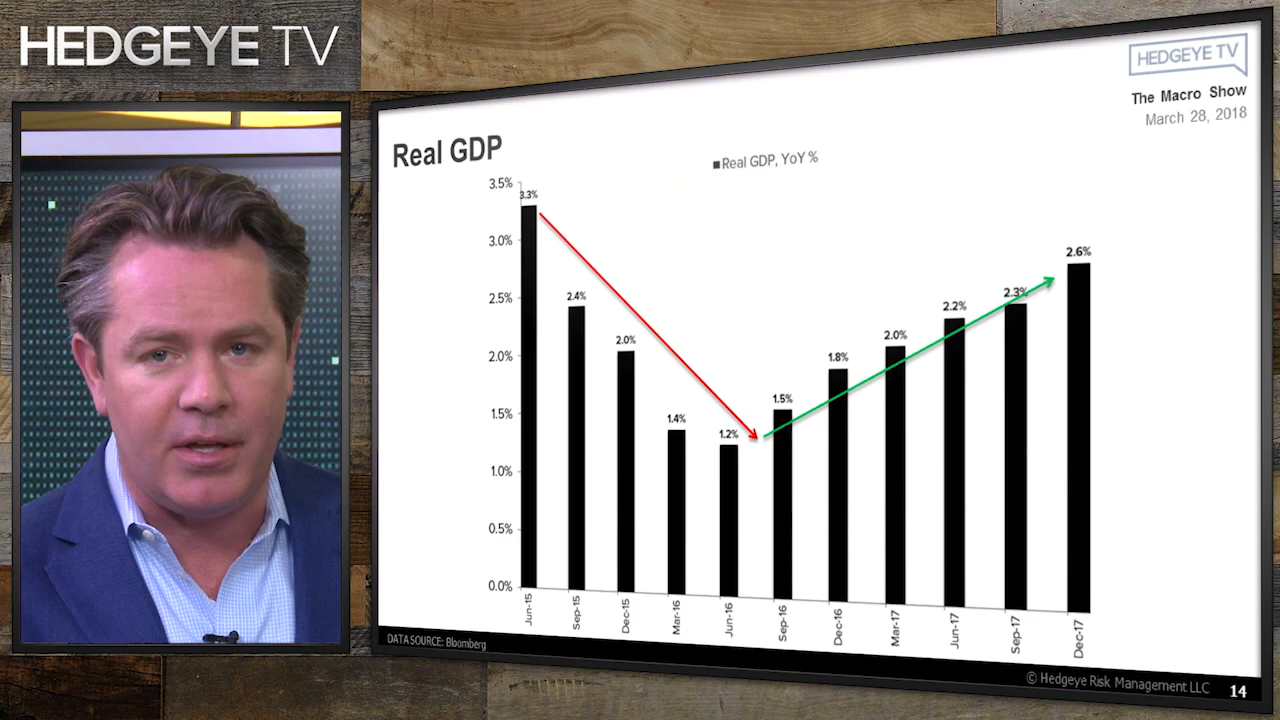 HEDGEYE TV
HEDGEYE TV
The Macro Show
March 28, 2018
Real GDP
Real GDP, YoY %
3.5%
3.0%
2.5%
2.0%
1.5%
1.0%
0.5%
0.0%
3.3%
2.4%
2.0%
1.4%
1.2%
1.5%
1.8%
2.0%
2.2%
2.3%
2.6%
Jun-15
Sep-15
Dec-15
Mar-16
Jun-16
Sep-16
Dec-16
Mar-17
Jun-17
Sep-17
Dec-17
DATA SOURCE: Bloomberg
© Hedgeye Risk Management LLC 14